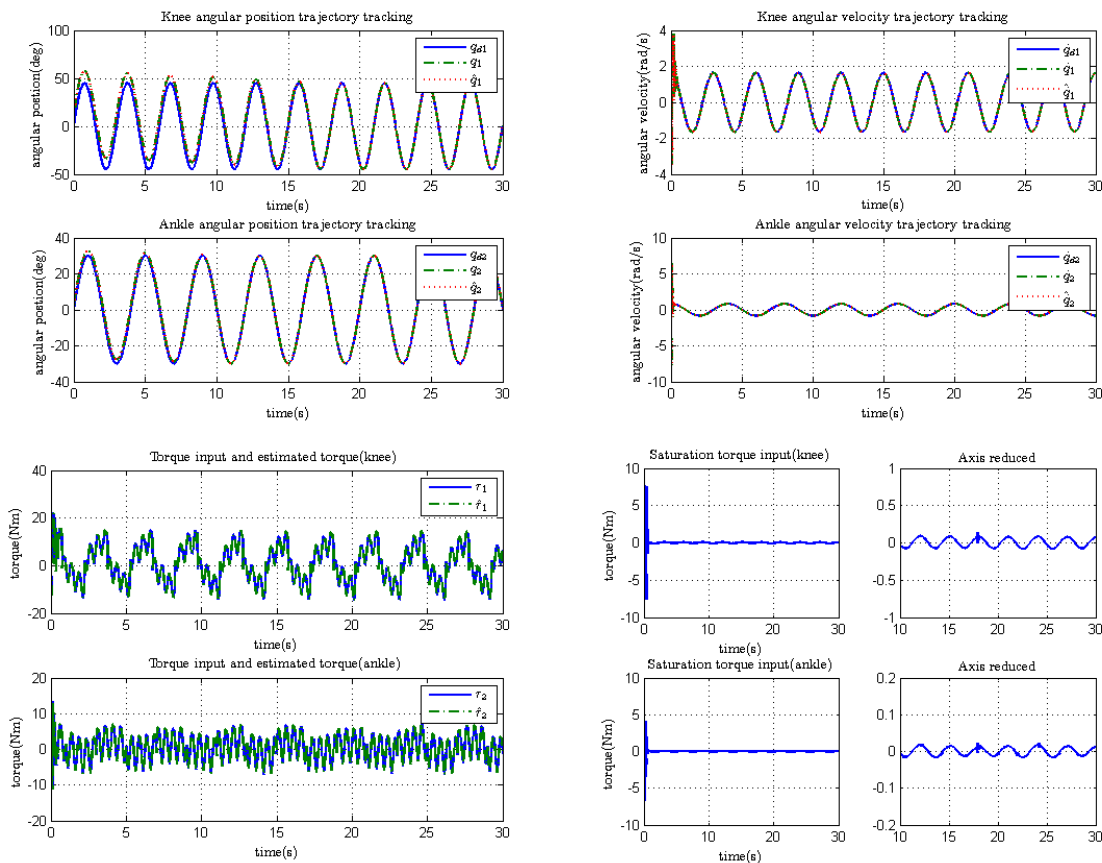 Knee angular position trajectory tracking
angular position(deg)
100
50
0
-50
q_d1
q_1
q̂_1
0 5 10 15 20 25 30
time(s)
Knee angular velocity trajectory tracking
angular velocity(rad/s)
4
2
0
-2
-4
q̇_d1
q̇_1
q̇̂_1
0 5 10 15 20 25 30
time(s)
Ankle angular position trajectory tracking
angular position(deg)
40
20
0
-20
-40
q_d2
q_2
q̂_2
0 5 10 15 20 25 30
time(s)
Ankle angular velocity trajectory tracking
angular velocity(rad/s)
10
5
0
-5
-10
q̇_d2
q̇_2
q̇̂_2
0 5 10 15 20 25 30
time(s)
Torque input and estimated torque(knee)
torque(Nm)
40
20
0
-20
τ_1
τ̂_1
0 5 10 15 20 25 30
time(s)
Saturation torque input(knee)
torque(Nm)
10
5
0
-5
-10
0 10 20 30
time(s)
Axis reduced
1
0.5
0
-0.5
-1
10 15 20 25 30
Torque input and estimated torque(ankle)
torque(Nm)
20
10
0
-10
-20
τ_2
τ̂_2
0 5 10 15 20 25 30
time(s)
Saturation torque input(ankle)
torque(Nm)
10
5
0
-5
-10
0 10 20 30
time(s)
Axis reduced
0.2
0.1
0
-0.1
-0.2
10 15 20 25 30